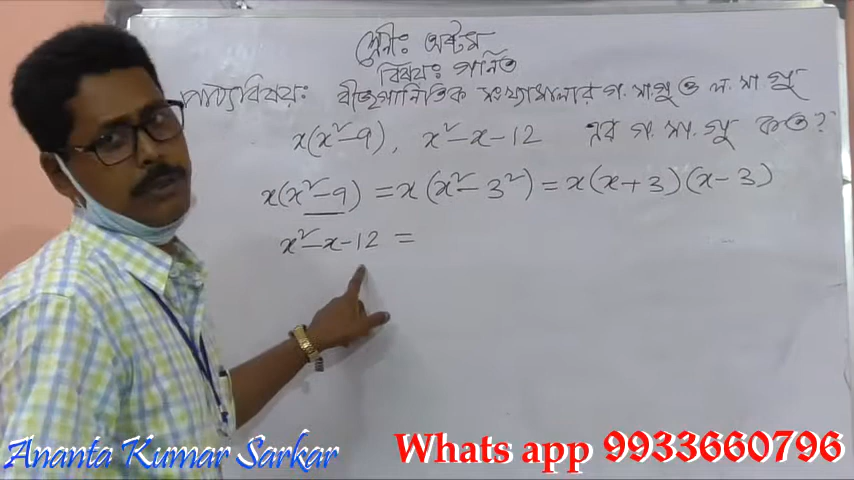 শ্রেণীঃ অষ্টম
বিষয়ঃ গণিত
পাঠ্যবিষয়ঃ বীজগাণিতিক সংখ্যামালার গ. সা. গু ও ল. সা. গু
x(x²-9), x²-x-12 এর গ. সা. গু কত?
x(x²-9) = x(x²-3²) = x(x+3)(x-3)
x²-x-12 =
Ananta Kumar Sarkar
Whats app 9933660796